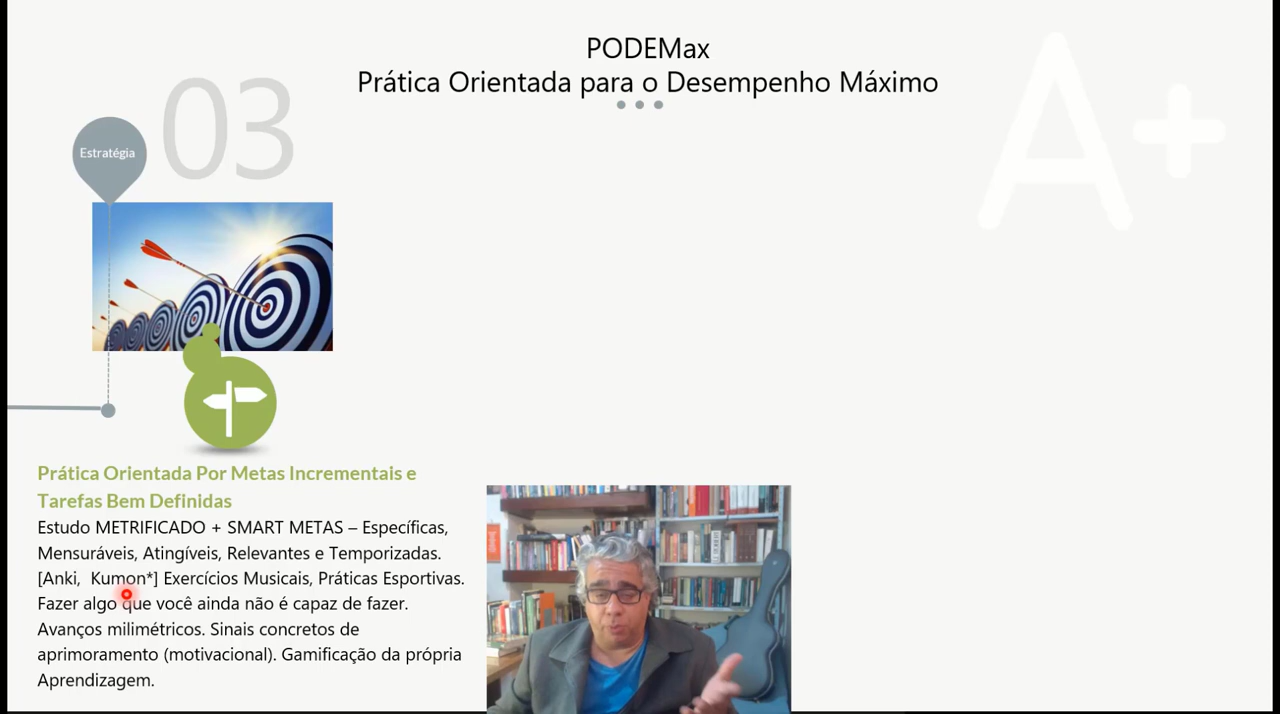 PODEMax
Prática Orientada para o Desempenho Máximo
A+
03
Estratégia
Prática Orientada Por Metas Incrementais e
Tarefas Bem Definidas
Estudo METRIFICADO + SMART METAS – Específicas,
Mensuráveis, Atingíveis, Relevantes e Temporizadas.
[Anki,  Kumon*] Exercícios Musicais, Práticas Esportivas.
Fazer algo que você ainda não é capaz de fazer.
Avanços milimétricos. Sinais concretos de
aprimoramento (motivacional). Gamificação da própria
Aprendizagem.